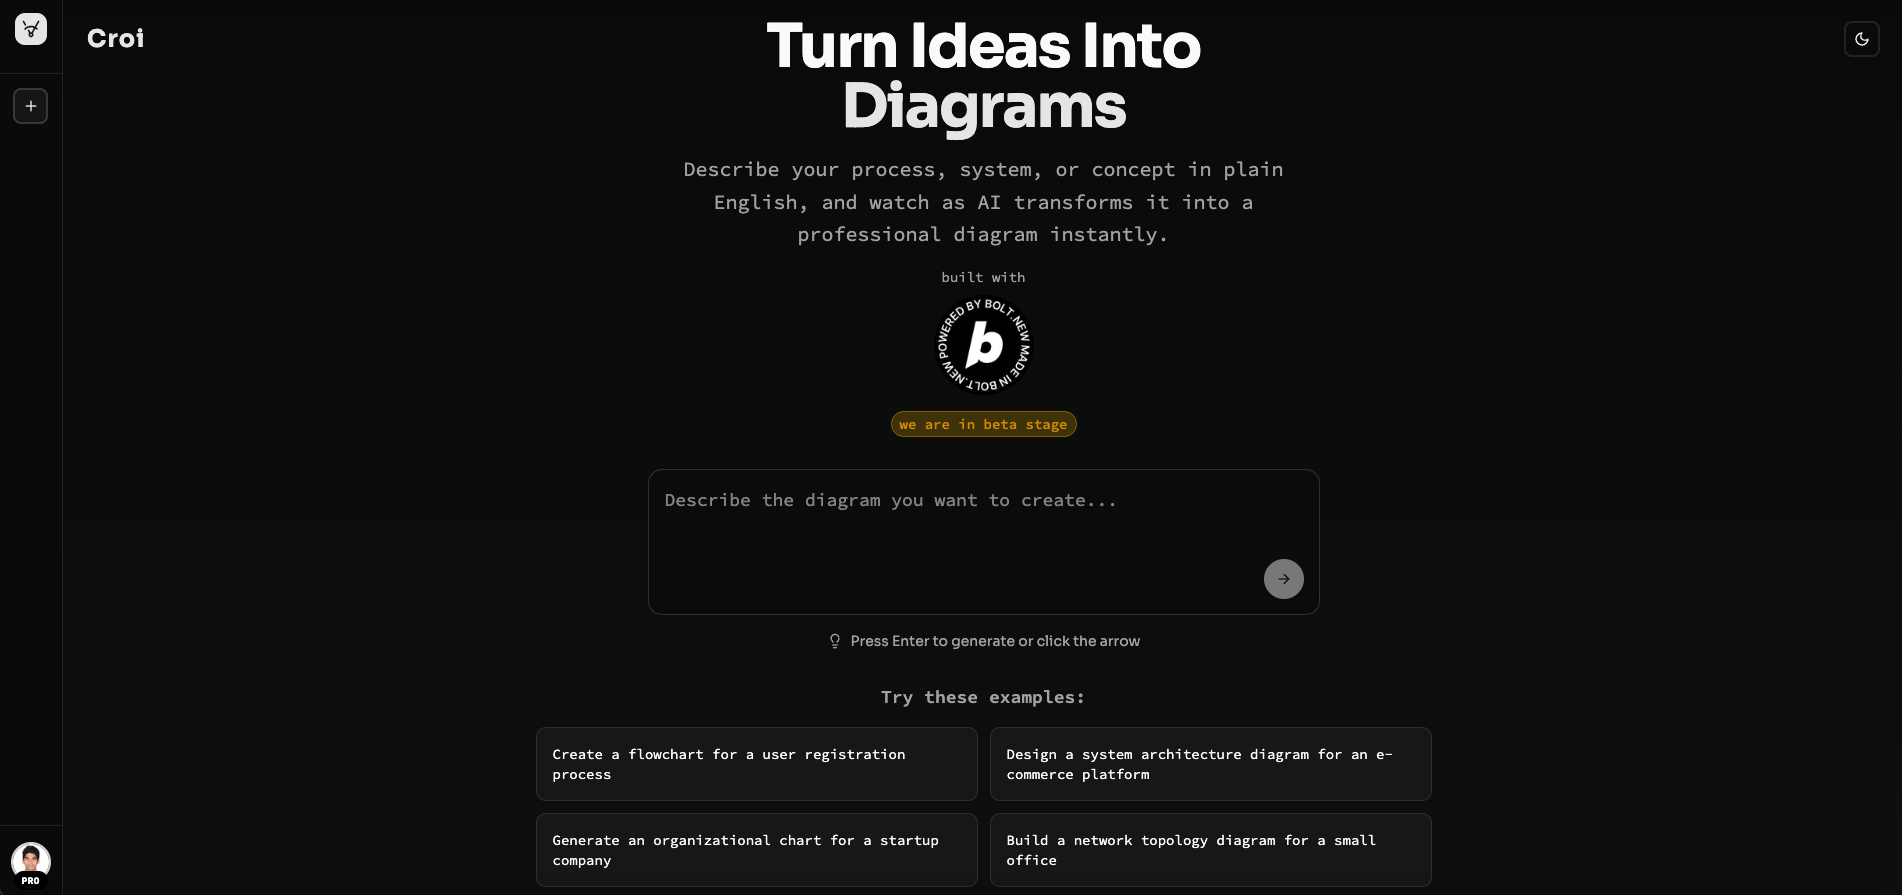 Croi
Turn Ideas Into
Diagrams
Describe your process, system, or concept in plain
English, and watch as AI transforms it into a
professional diagram instantly.
built with
POWERED BY BOLT.NEW MADE IN BOLT.NEW
b
we are in beta stage
Describe the diagram you want to create...
Press Enter to generate or click the arrow
Try these examples:
Create a flowchart for a user registration
process
Design a system architecture diagram for an e-
commerce platform
Generate an organizational chart for a startup
company
Build a network topology diagram for a small
office
PRO